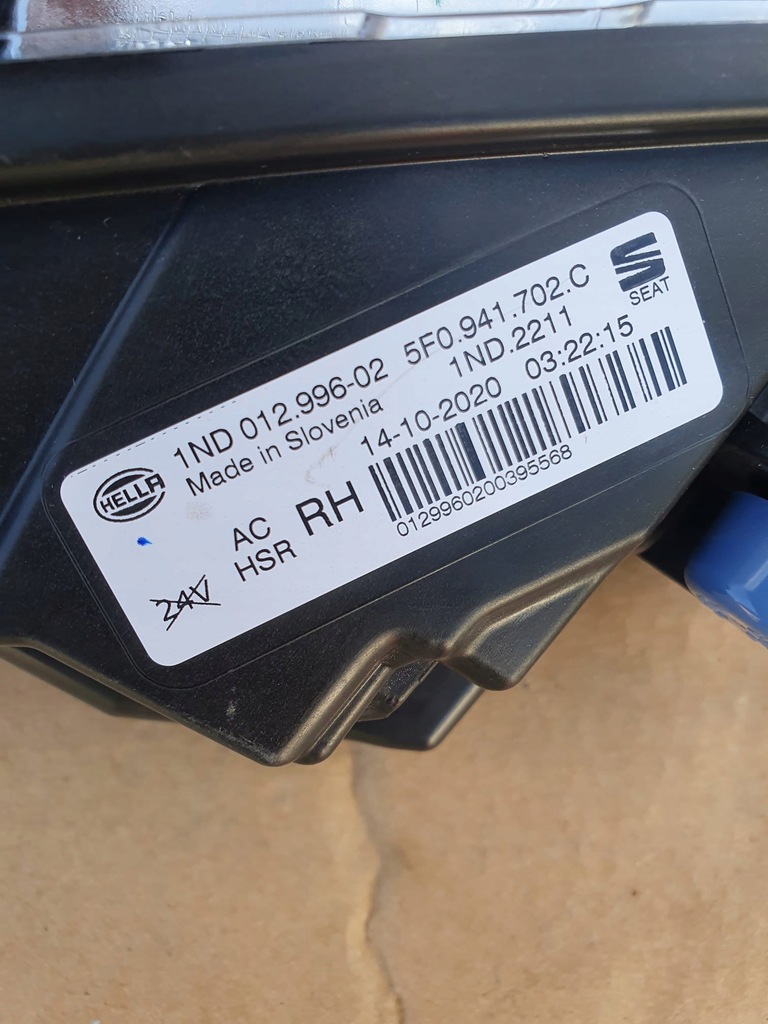 HELLA
1ND 012.996-02 5F0.941.702.C
Made in Slovenia 1ND.2211
SEAT
14-10-2020 03:22:15
AC
HSR
RH
0129960200395568
24V